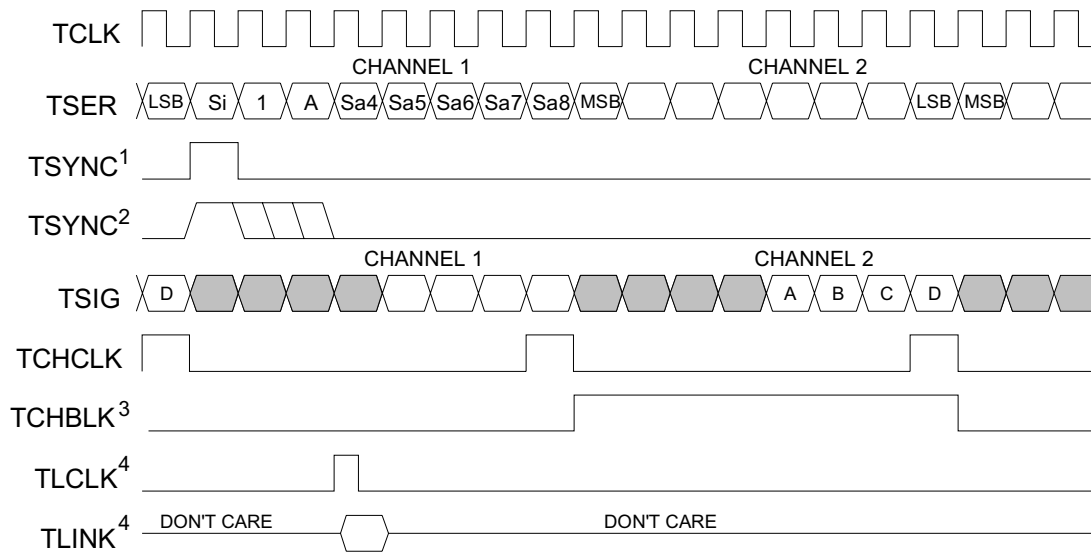 TCLK
CHANNEL 1 CHANNEL 2
TSER LSB Si 1 A Sa4 Sa5 Sa6 Sa7 Sa8 MSB LSB MSB
TSYNC1
TSYNC2
CHANNEL 1 CHANNEL 2
TSIG D A B C D
TCHCLK
TCHBLK3
TLCLK4
TLINK4 DON'T CARE DON'T CARE